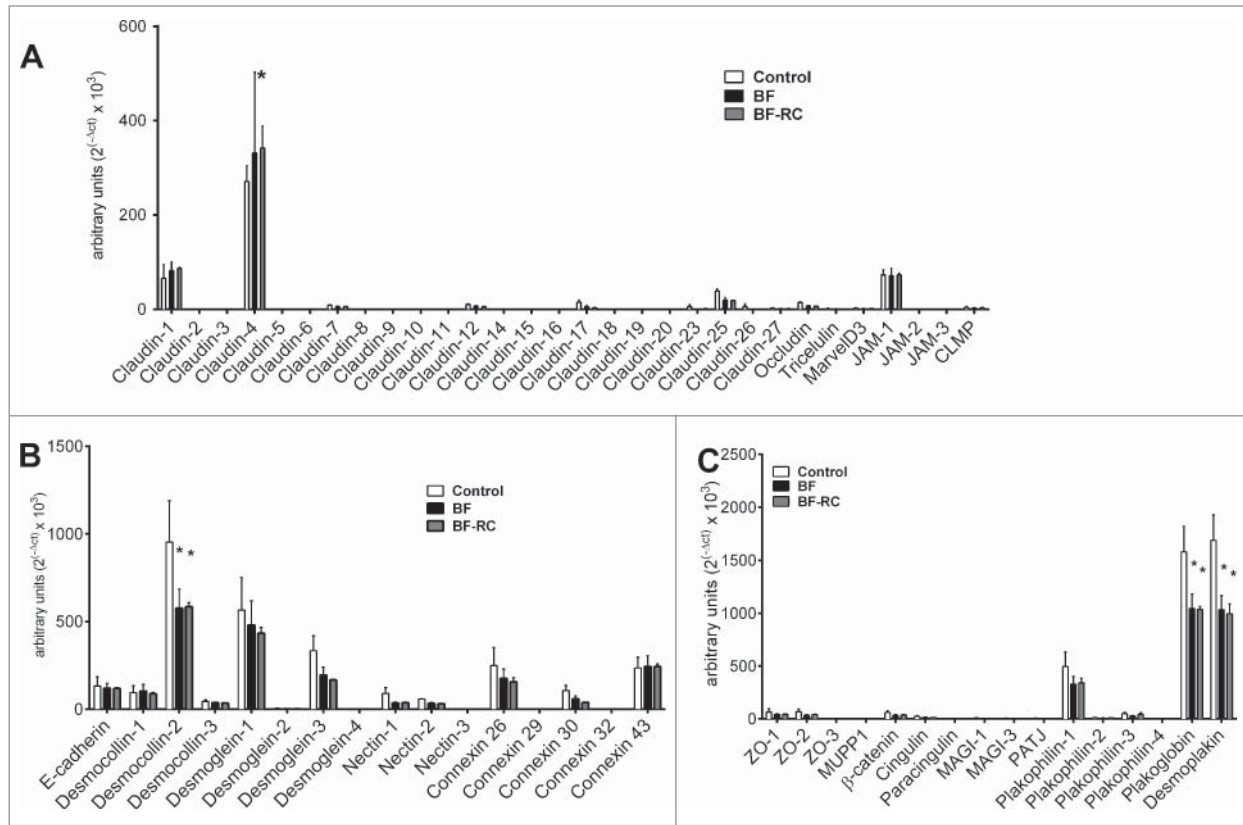 A
600
400
200
0
arbitrary units (2^(-Δct) x 10^3)
*
Control
BF
BF-RC
Claudin-1
Claudin-2
Claudin-3
Claudin-4
Claudin-5
Claudin-6
Claudin-7
Claudin-8
Claudin-9
Claudin-10
Claudin-11
Claudin-12
Claudin-14
Claudin-15
Claudin-16
Claudin-17
Claudin-18
Claudin-19
Claudin-20
Claudin-23
Claudin-25
Claudin-26
Claudin-27
Occludin
Tricellulin
MarvelD3
JAM-1
JAM-2
JAM-3
CLMP
B
1500
1000
500
0
arbitrary units (2^(-Δct) x 10^3)
Control
BF
BF-RC
* *
E-cadherin
Desmocollin-1
Desmocollin-2
Desmocollin-3
Desmoglein-1
Desmoglein-2
Desmoglein-3
Desmoglein-4
Nectin-1
Nectin-2
Nectin-3
Connexin 26
Connexin 29
Connexin 30
Connexin 32
Connexin 43
C
2500
2000
1500
1000
500
0
arbitrary units (2^(-Δct) x 10^3)
Control
BF
BF-RC
* *
* *
ZO-1
ZO-2
ZO-3
MUPP1
β-catenin
Cingulin
Paracingulin
MAGI-1
MAGI-3
PATJ
Plakophilin-1
Plakophilin-2
Plakophilin-3
Plakophilin-4
Plakoglobin
Desmoplakin